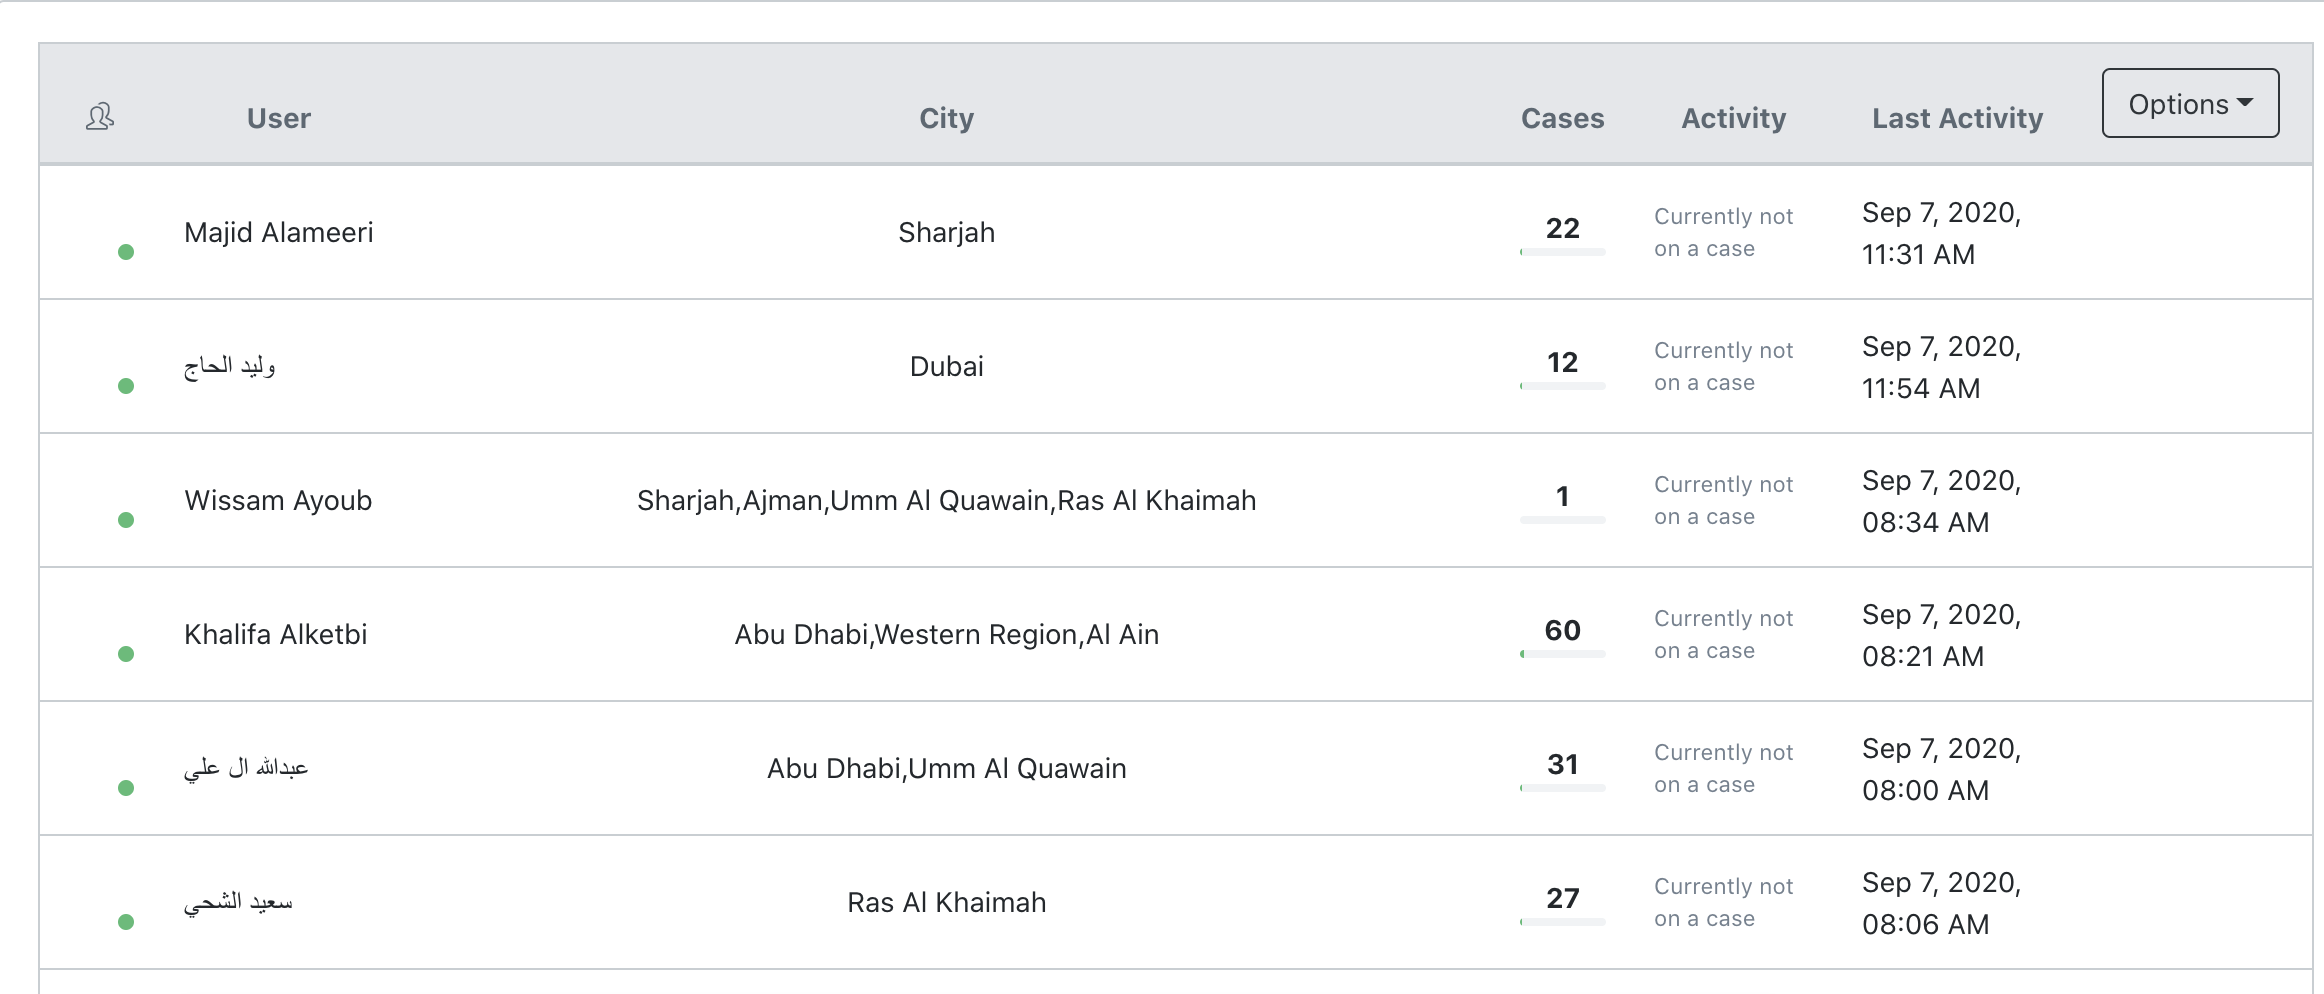 User City Cases Activity Last Activity Options
Majid Alameeri Sharjah 22 Currently not on a case Sep 7, 2020, 11:31 AM
وليد الحاج Dubai 12 Currently not on a case Sep 7, 2020, 11:54 AM
Wissam Ayoub Sharjah,Ajman,Umm Al Quawain,Ras Al Khaimah 1 Currently not on a case Sep 7, 2020, 08:34 AM
Khalifa Alketbi Abu Dhabi,Western Region,Al Ain 60 Currently not on a case Sep 7, 2020, 08:21 AM
عبدالله ال علي Abu Dhabi,Umm Al Quawain 31 Currently not on a case Sep 7, 2020, 08:00 AM
سعيد الشحي Ras Al Khaimah 27 Currently not on a case Sep 7, 2020, 08:06 AM